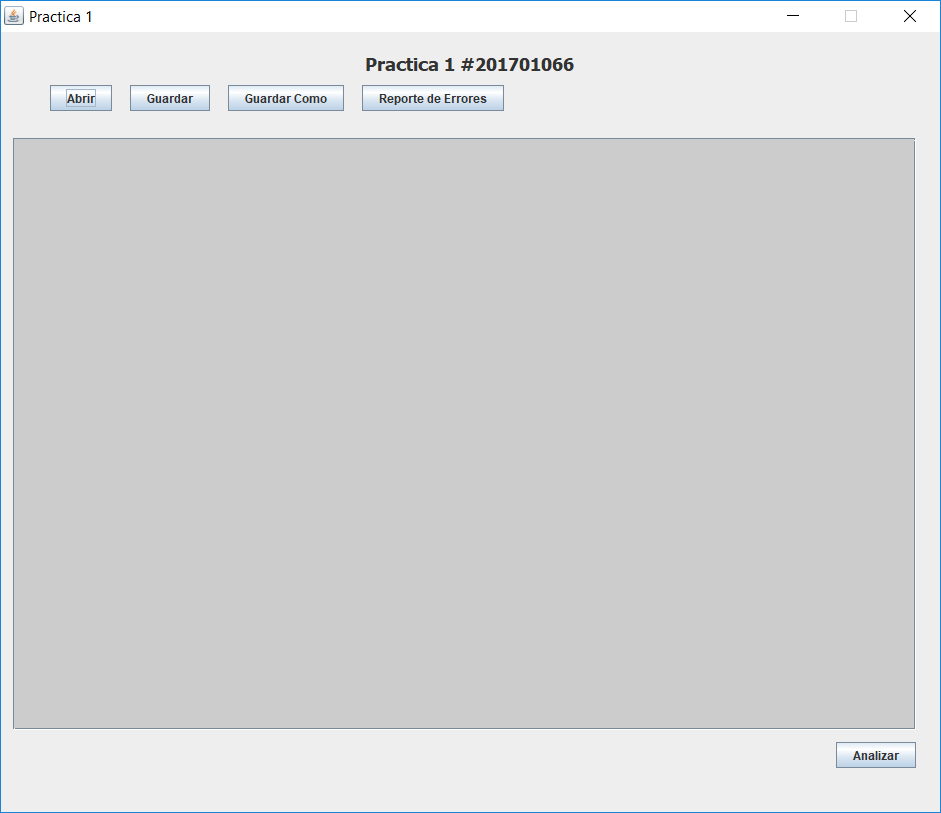 Practica 1
Practica 1 #201701066
Abrir Guardar Guardar Como Reporte de Errores
Analizar